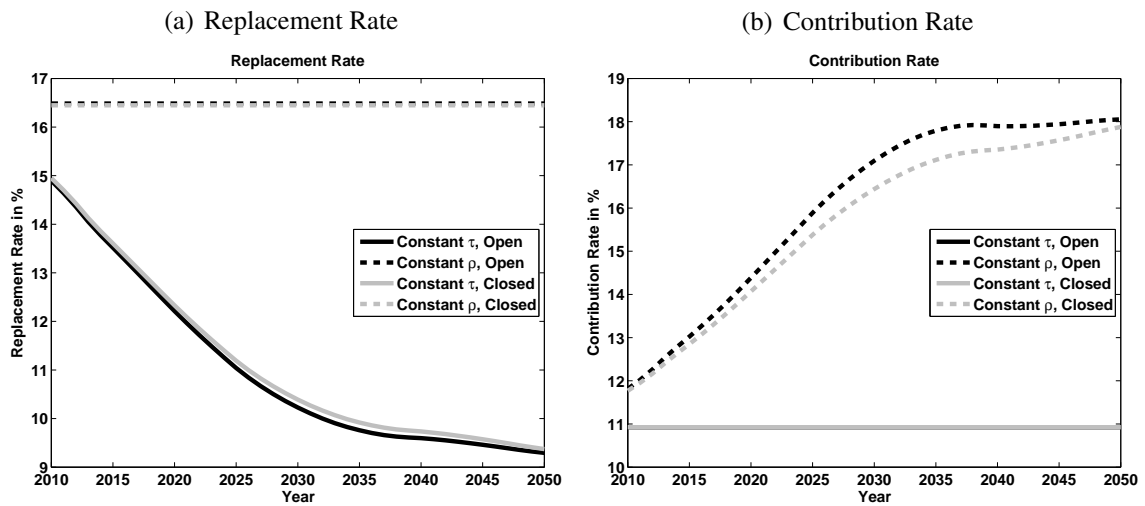 (a) Replacement Rate
Replacement Rate
Replacement Rate in %
17
16
15
14
13
12
11
10
9
2010 2015 2020 2025 2030 2035 2040 2045 2050
Year
Constant τ, Open
Constant ρ, Open
Constant τ, Closed
Constant ρ, Closed
(b) Contribution Rate
Contribution Rate
Contribution Rate in %
19
18
17
16
15
14
13
12
11
10
2010 2015 2020 2025 2030 2035 2040 2045 2050
Year
Constant τ, Open
Constant ρ, Open
Constant τ, Closed
Constant ρ, Closed